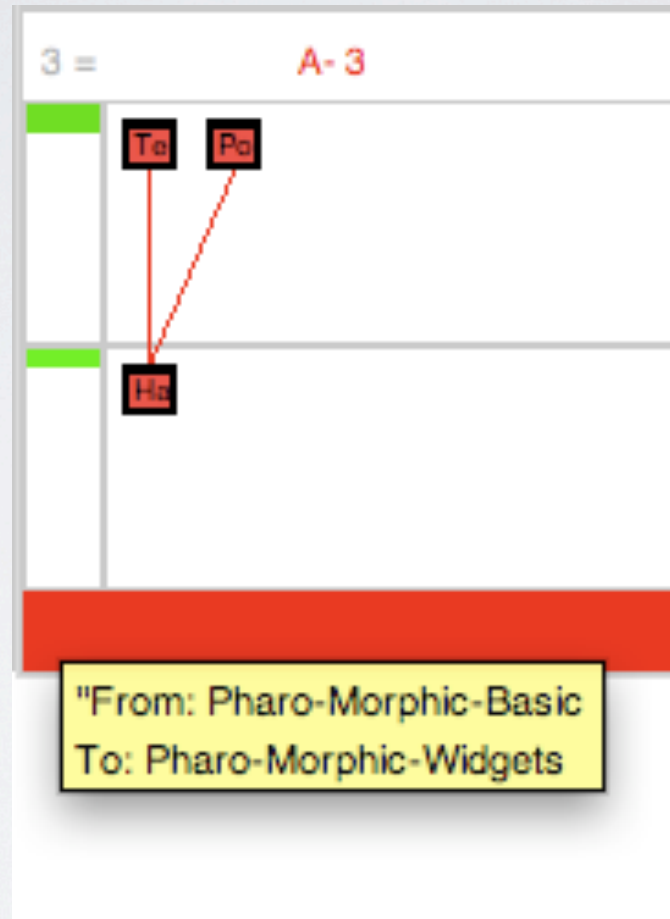 3 = A- 3
Te Po
Ha
"From: Pharo-Morphic-Basic
To: Pharo-Morphic-Widgets